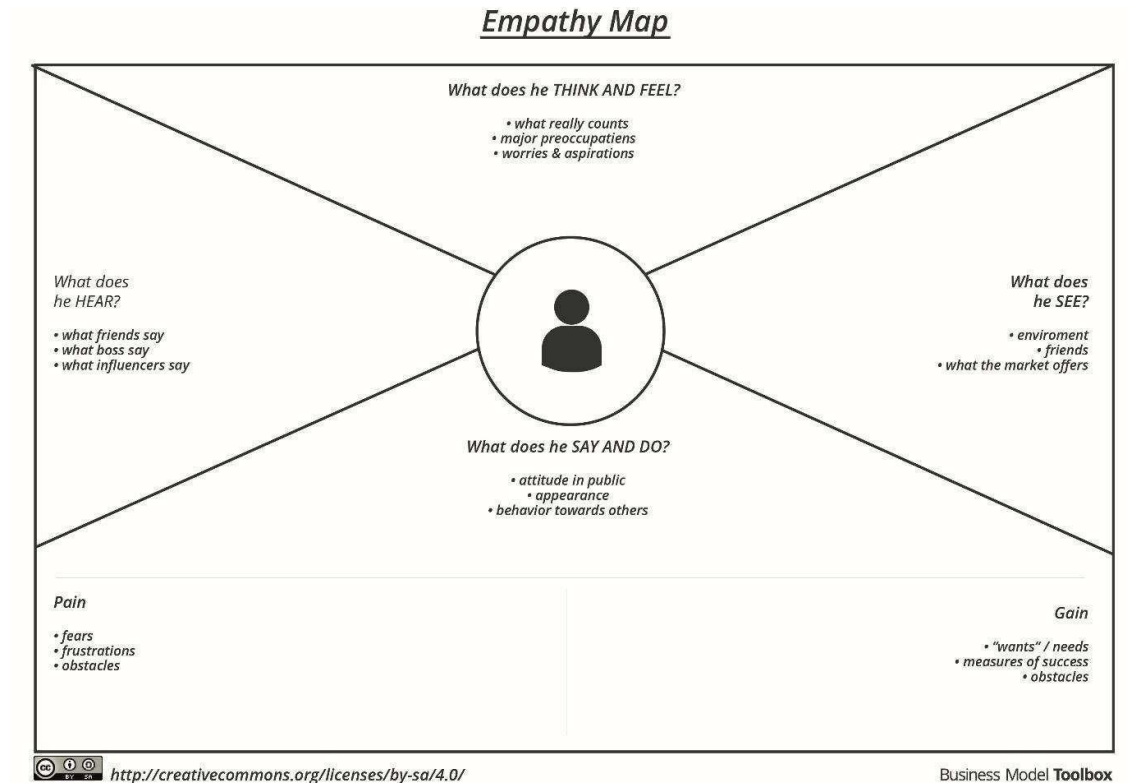 Empathy Map
What does he THINK AND FEEL?
• what really counts
• major preoccupatiens
• worries & aspirations
What does
he HEAR?
• what friends say
• what boss say
• what influencers say
What does
he SEE?
• enviroment
• friends
• what the market offers
What does he SAY AND DO?
• attitude in public
• appearance
• behavior towards others
Pain
• fears
• frustrations
• obstacles
Gain
• “wants” / needs
• measures of success
• obstacles
cc BY SA
http://creativecommons.org/licenses/by-sa/4.0/
Business Model Toolbox